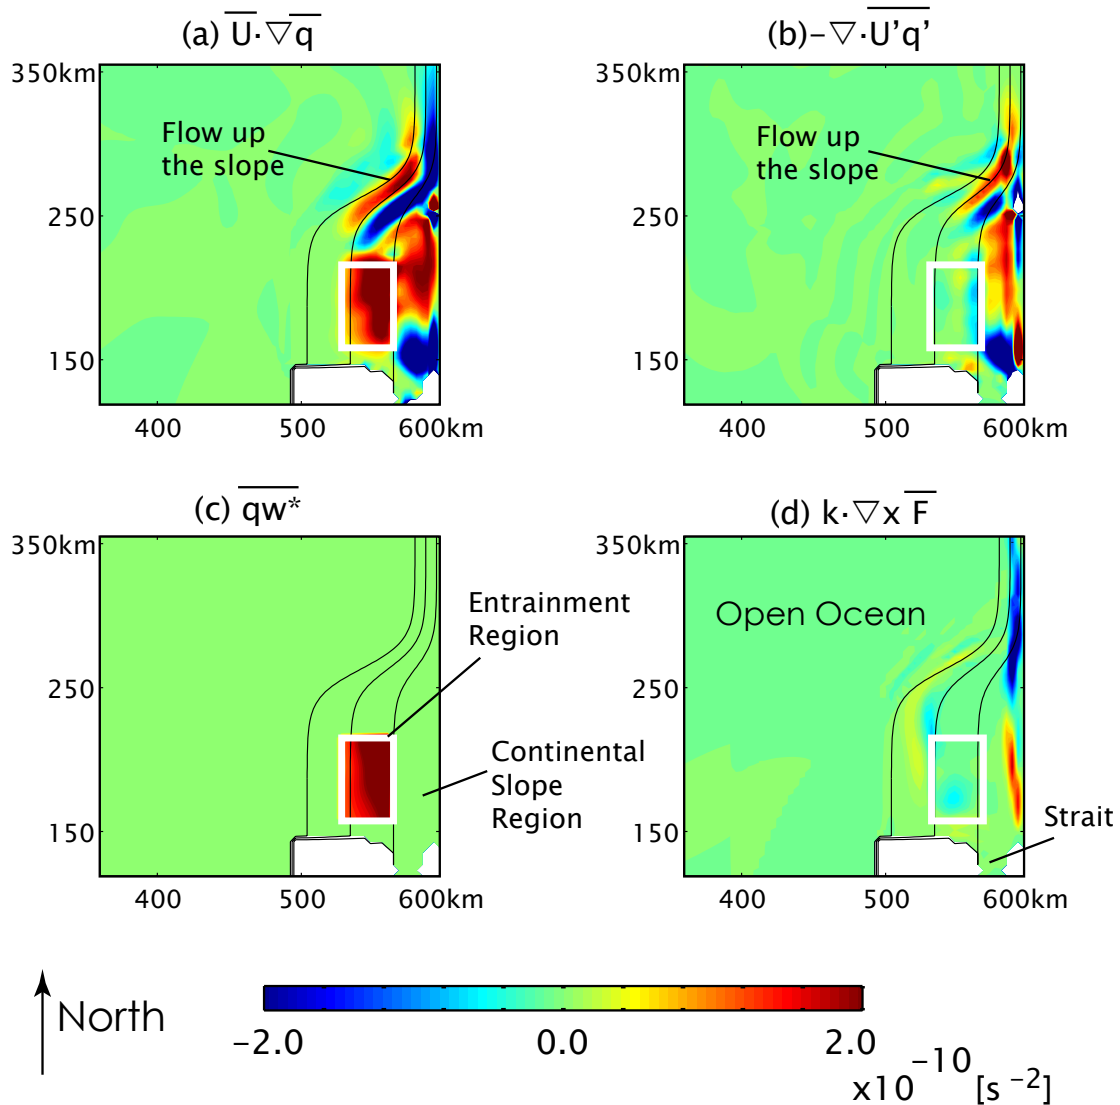 (a) U̅·▽q̅
(b)–▽·U’q’
350km
Flow up
the slope
250
150
400
500
600km
350km
Flow up
the slope
250
150
400
500
600km
(c) qw*
(d) k·▽x F̅
350km
Entrainment
Region
250
Continental
Slope
Region
150
400
500
600km
350km
Open Ocean
250
150
Strait
400
500
600km
North
–2.0
0.0
2.0
x10⁻¹⁰ [s ⁻²]